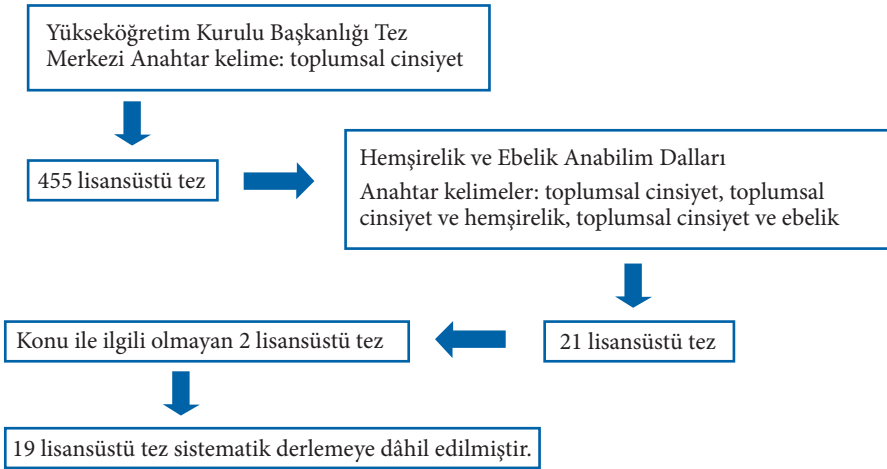 Yükseköğretim Kurulu Başkanlığı Tez
Merkezi Anahtar kelime: toplumsal cinsiyet
455 lisansüstü tez
Hemşirelik ve Ebelik Anabilim Dalları
Anahtar kelimeler: toplumsal cinsiyet, toplumsal
cinsiyet ve hemşirelik, toplumsal cinsiyet ve ebelik
21 lisansüstü tez
Konu ile ilgili olmayan 2 lisansüstü tez
19 lisansüstü tez sistematik derlemeye dâhil edilmiştir.